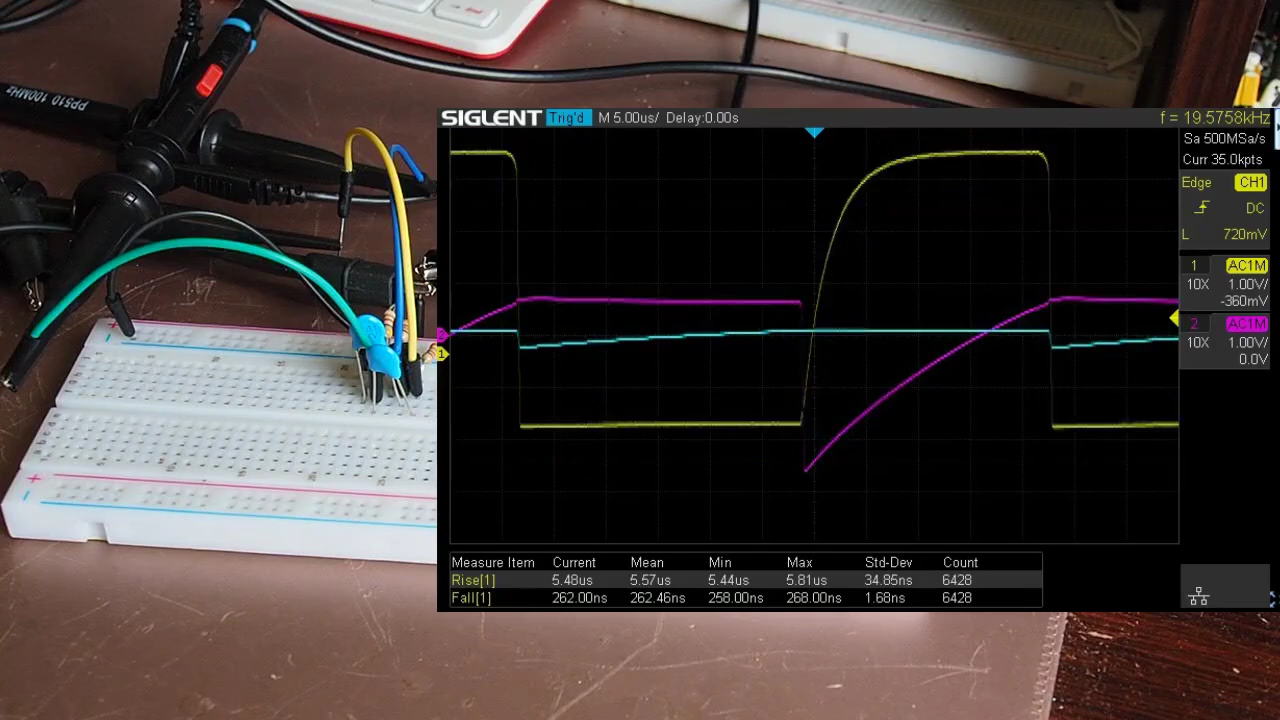 PP510 100MHz
SIGLENT Trig'd M 5.00us/ Delay:0.00s f = 19.5758kHz
Sa 500MSa/s
Curr 35.0kpts
Edge CH1
DC
L 720mV
1 AC1M
10X 1.00V/
-360mV
2 AC1M
10X 1.00V/
0.0V
2
1
Measure Item Current Mean Min Max Std-Dev Count
Rise[1] 5.48us 5.57us 5.44us 5.81us 34.85ns 6428
Fall[1] 262.00ns 262.46ns 258.00ns 268.00ns 1.68ns 6428